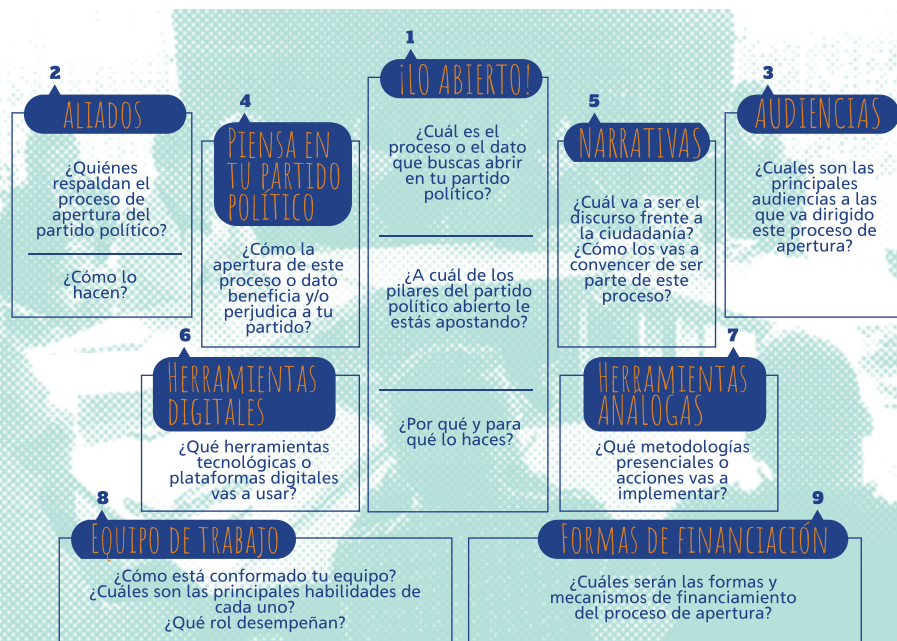 1
¡LO ABIERTO!
¿Cuál es el
proceso o el dato
que buscas abrir
en tu partido
político?
¿A cuál de los
pilares del partido
político abierto le
estás apostando?
¿Por qué y para
qué lo haces?
2
ALIADOS
¿Quiénes
respaldan el
proceso de
apertura del
partido político?
¿Cómo lo
hacen?
3
AUDIENCIAS
¿Cuales son las
principales
audiencias a las
que va dirigido
este proceso de
apertura?
4
PIENSA EN
TU PARTIDO
POLÍTICO
¿Cómo la
apertura de este
proceso o dato
beneficia y/o
perjudica a tu
partido?
5
NARRATIVAS
¿Cuál va a ser el
discurso frente a
la ciudadanía?
¿Cómo los vas a
convencer de ser
parte de este
proceso?
6
HERRAMIENTAS
DIGITALES
¿Qué herramientas
tecnológicas o
plataformas digitales
vas a usar?
7
HERRAMIENTAS
ANÁLOGAS
¿Qué metodologías
presenciales o
acciones vas a
implementar?
8
EQUIPO DE TRABAJO
¿Cómo está conformado tu equipo?
¿Cuáles son las principales habilidades de
cada uno?
¿Qué rol desempeñan?
9
FORMAS DE FINANCIACIÓN
¿Cuáles serán las formas y
mecanismos de financiamiento
del proceso de apertura?